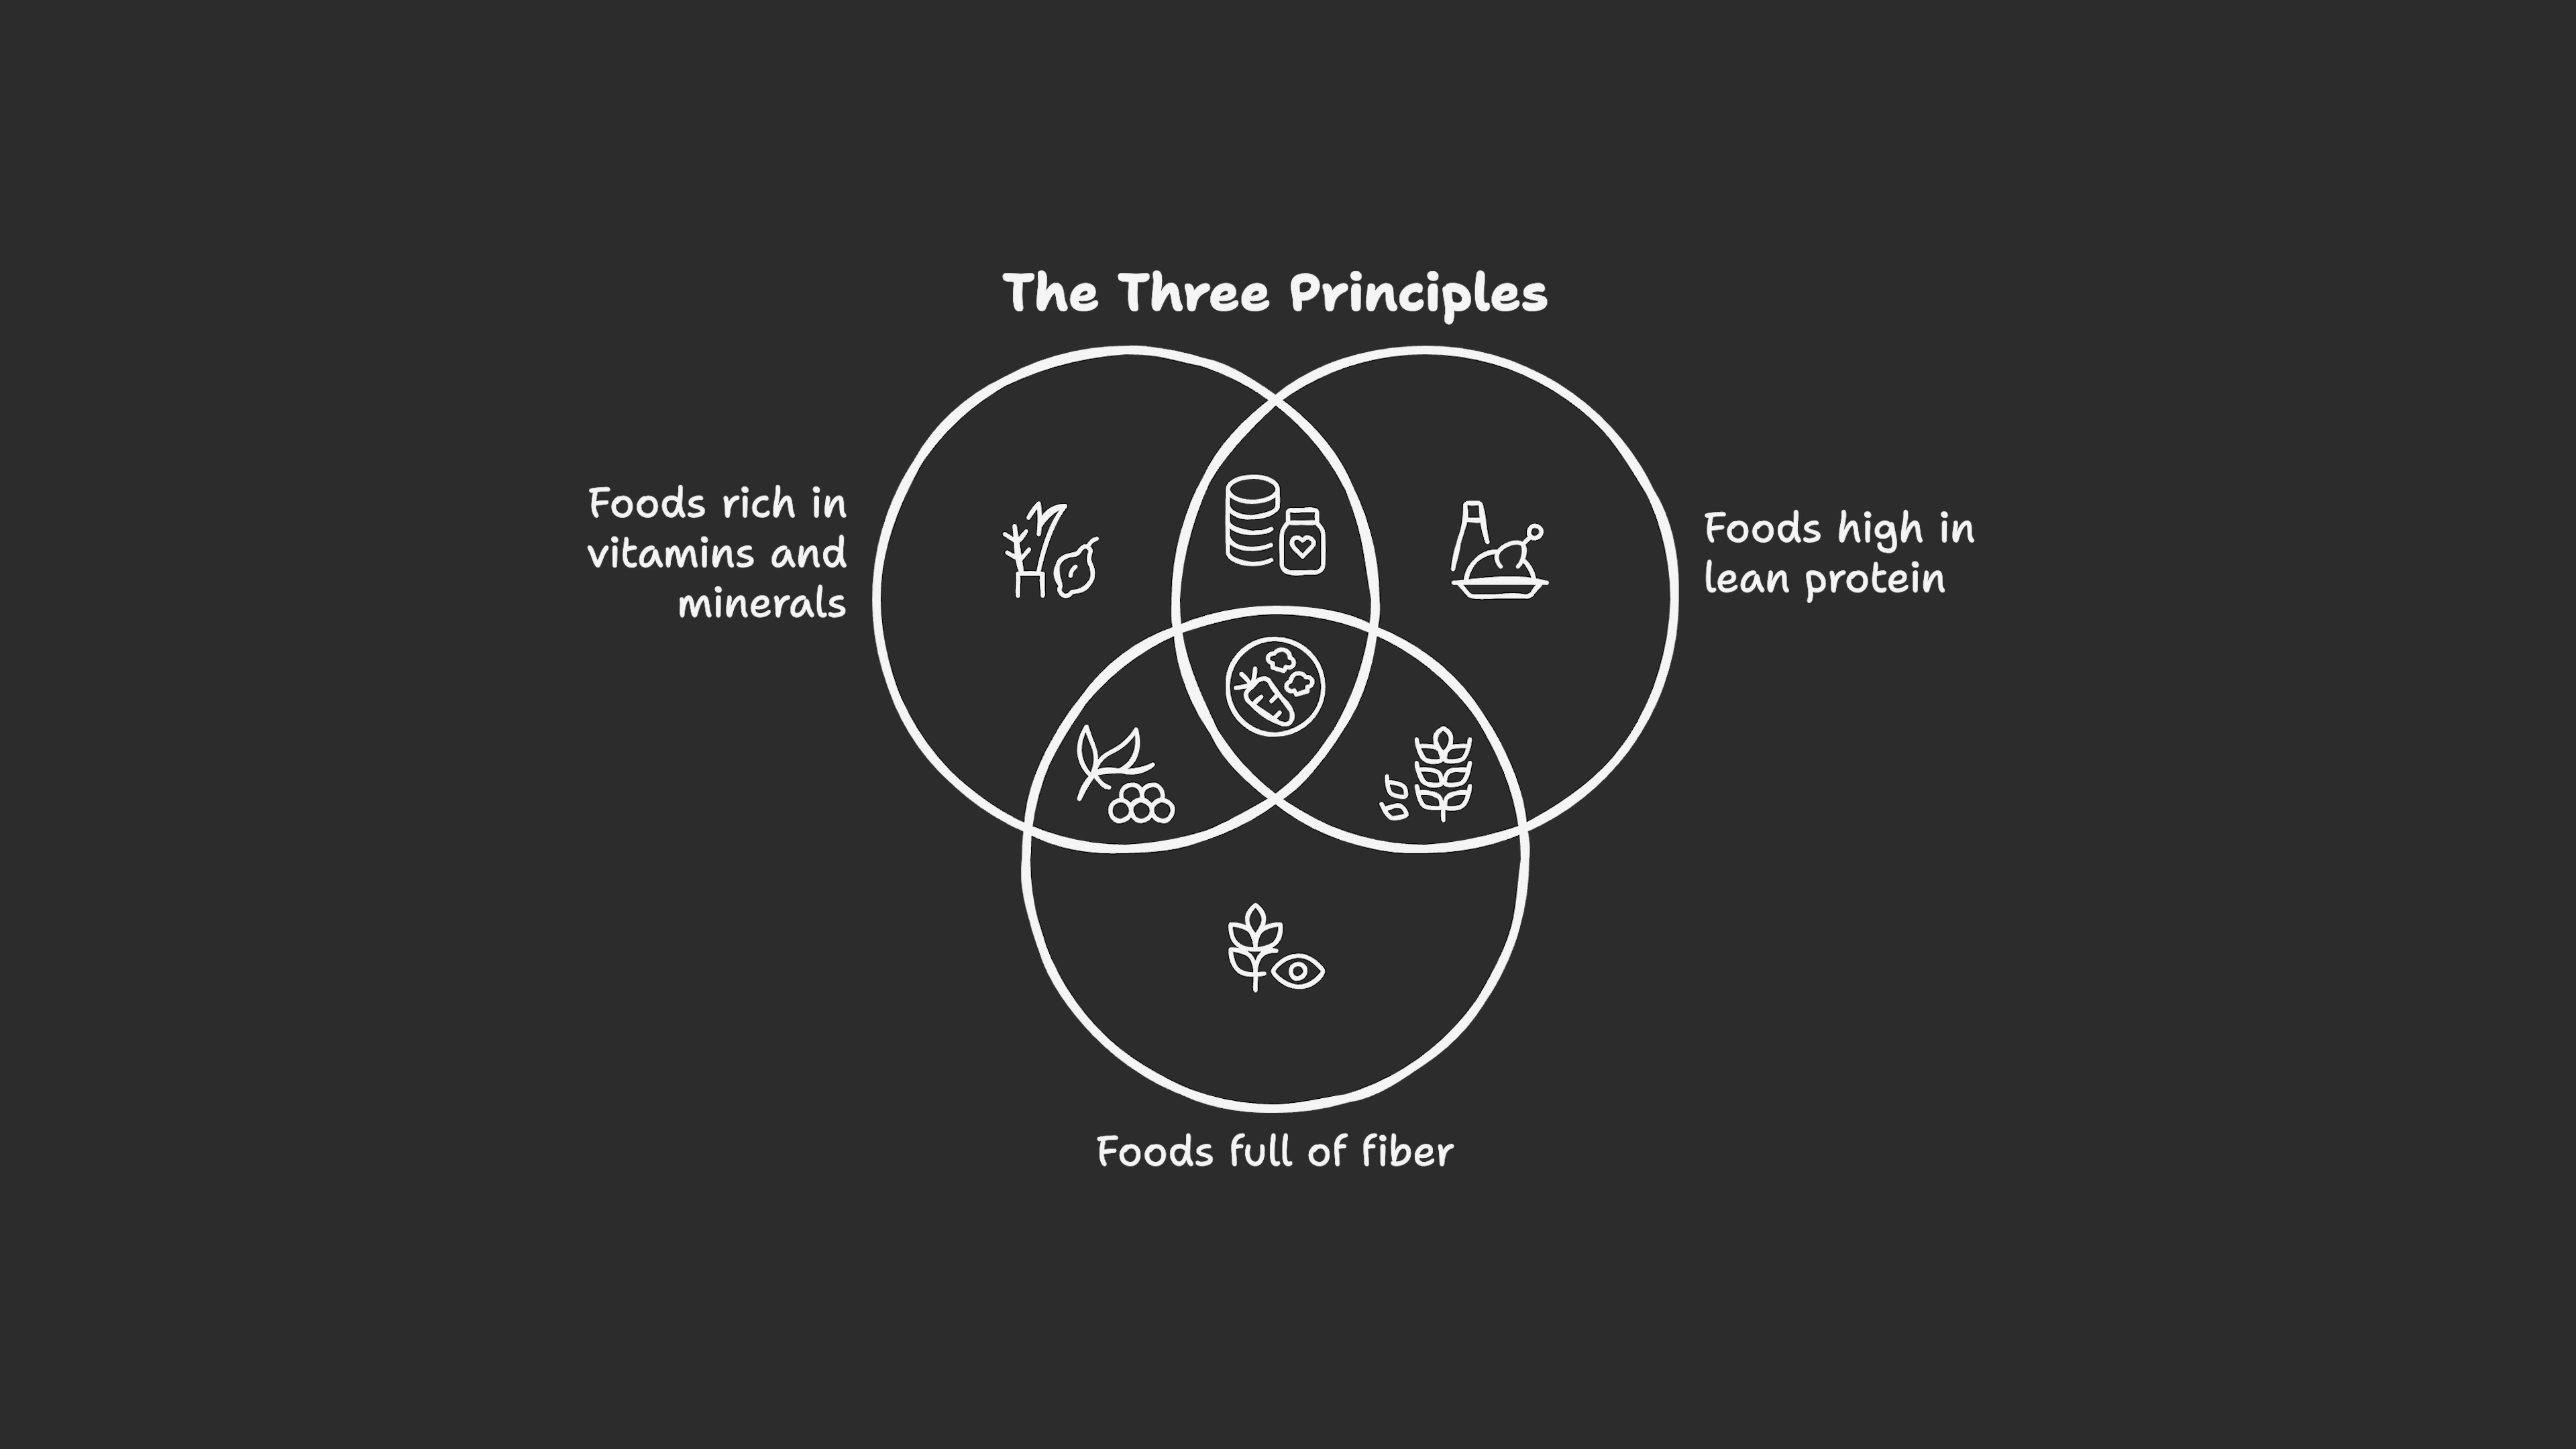 The Three Principles
Foods rich in
vitamins and
minerals
Foods high in
lean protein
Foods full of fiber